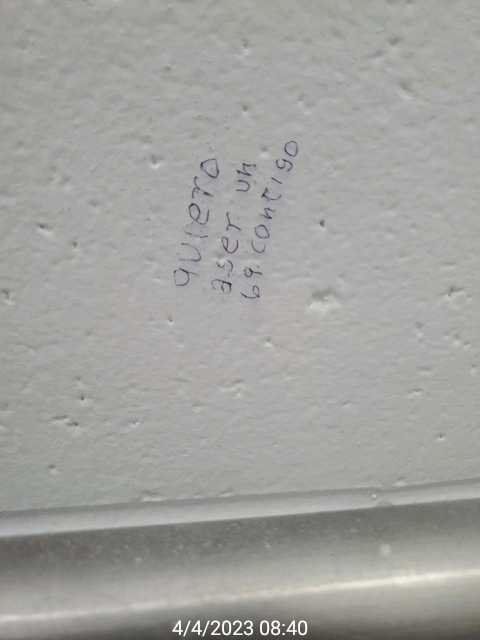 quiero
aser un
69 contigo
4/4/2023 08:40